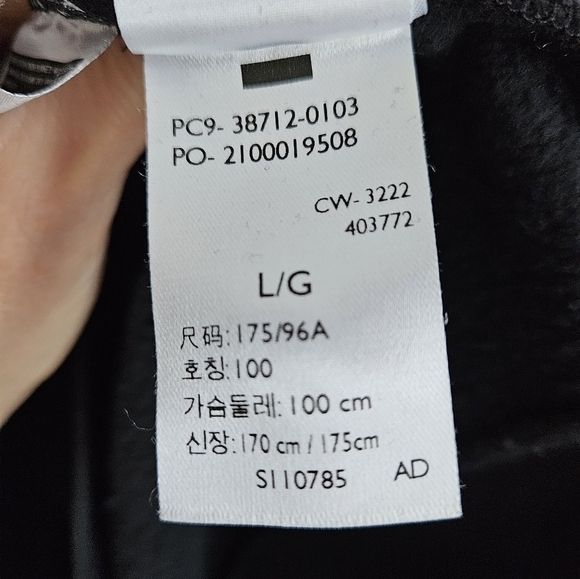 PC9- 38712-0103
PO- 2100019508
CW- 3222
403772
L/G
尺码:175/96A
호칭:100
가슴둘레: 100 cm
신장:170 cm / 175cm
S110785 AD